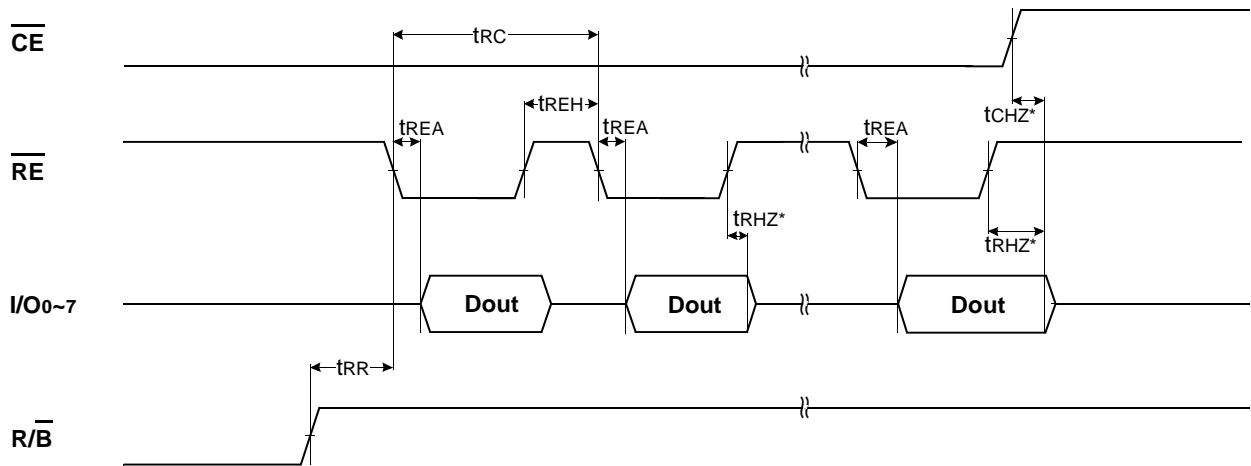 CE
tRC
tCHZ*
tREH
tREA
tREA
tREA
RE
tRHZ*
tRHZ*
I/O0~7
Dout
Dout
Dout
tRR
R/B